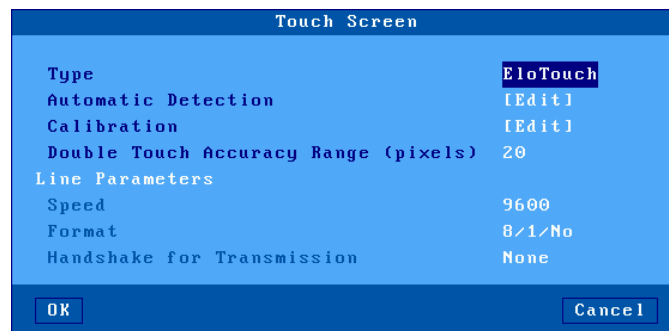 Touch Screen
Type EloTouch
Automatic Detection [Edit]
Calibration [Edit]
Double Touch Accuracy Range (pixels) 20
Line Parameters
Speed 9600
Format 8/1/No
Handshake for Transmission None
OK Cancel